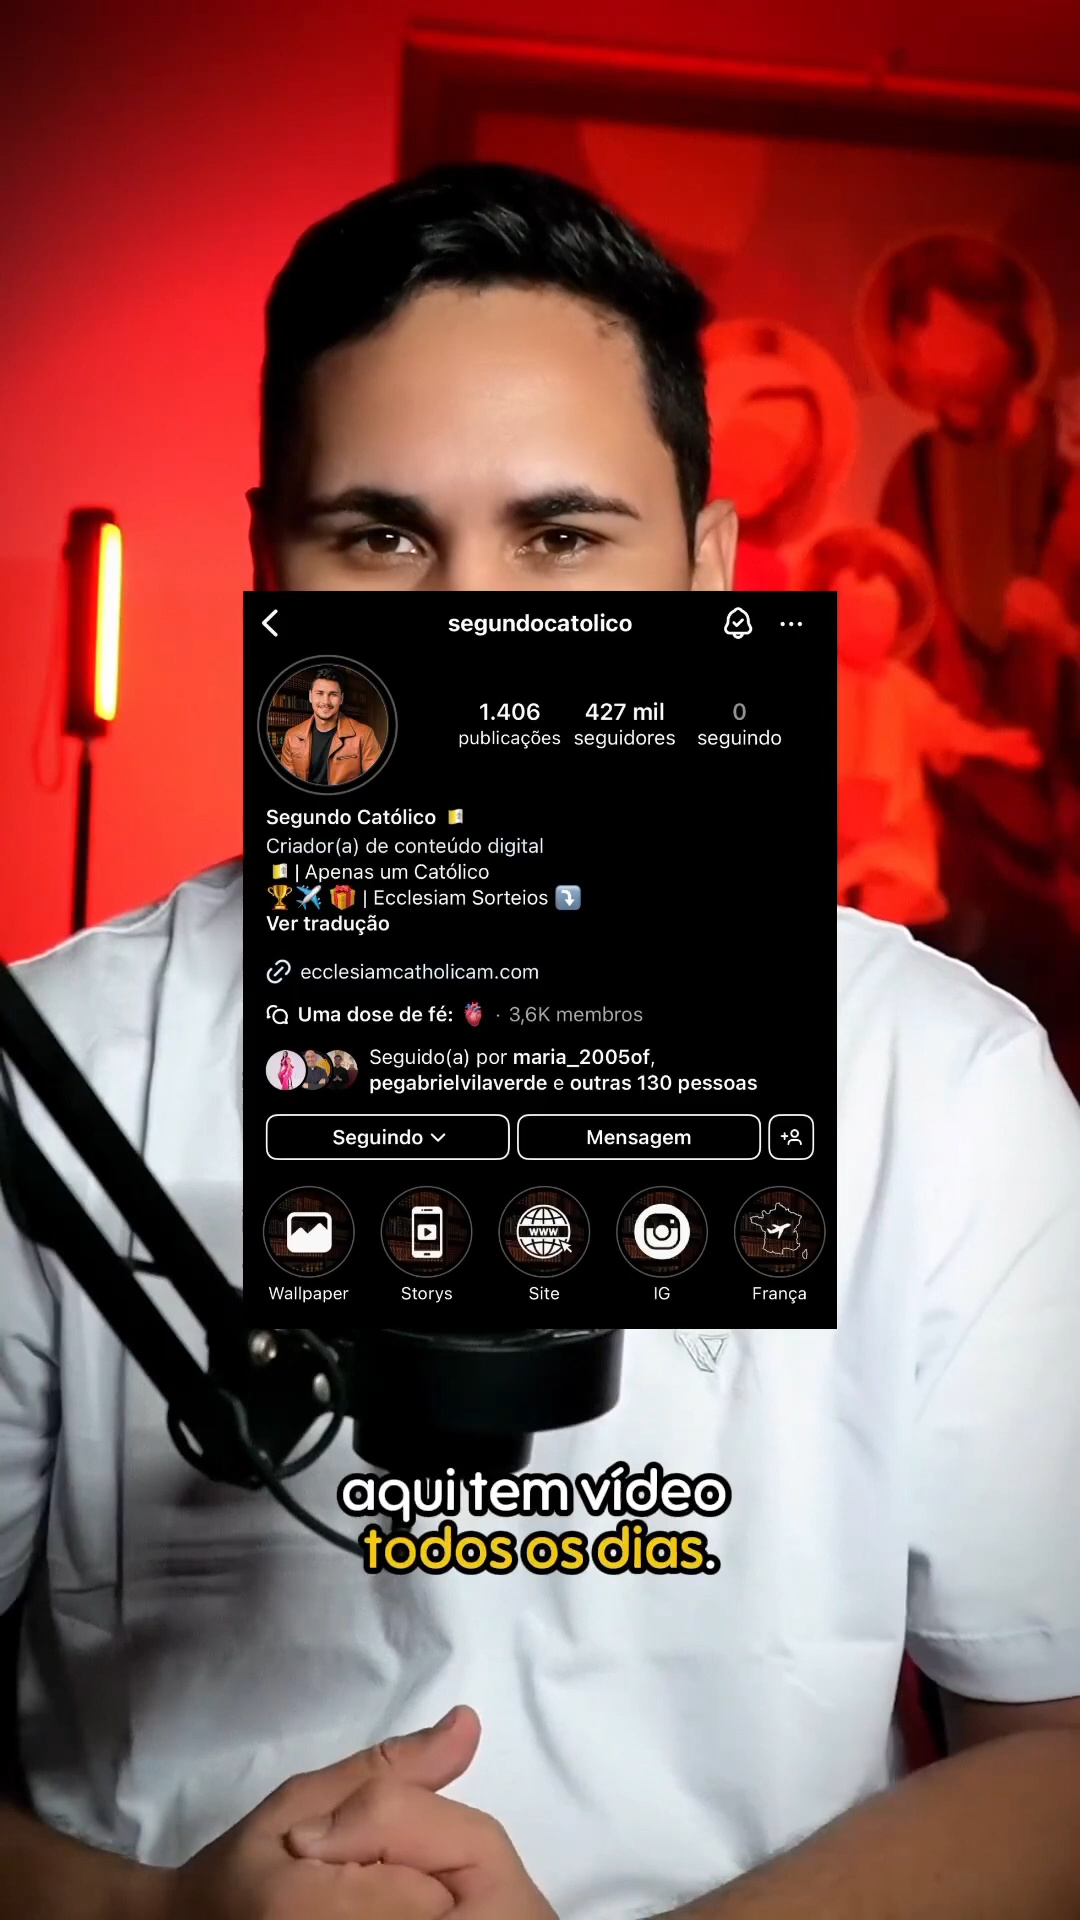 segundocatolico
1.406 427 mil 0
publicações seguidores seguindo
Segundo Católico 🇻🇦
Criador(a) de conteúdo digital
🇻🇦 | Apenas um Católico
🏆✈️🎁 | Ecclesiam Sorteios ⤵️
Ver tradução
ecclesiamcatholicam.com
Uma dose de fé: 🫀 · 3,6K membros
Seguido(a) por maria_2005of,
pegabrielvilaverde e outras 130 pessoas
Seguindo Mensagem
WWW
Wallpaper Storys Site IG França
aqui tem vídeo
todos os dias.